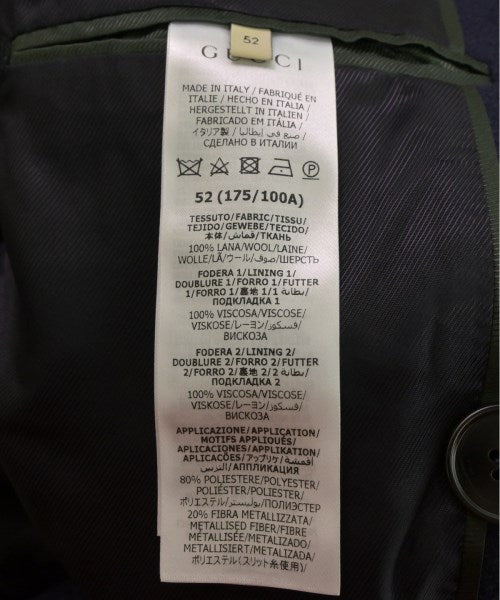 52
GUCCI
MADE IN ITALY / FABRIQUÉ EN
ITALIE / HECHO EN ITALIA/
HERGESTELLT IN ITALIEN/
FABRICADO EM ITÁLIA/
イタリア製 / صنع في إيطاليا /
СДЕЛАНО В ИТАЛИИ
P
52 (175/100A)
TESSUTO/FABRIC/TISSU/
TEJIDO/GEWEBE/TECIDO/
本体/قماش/ТКАНЬ
100% LANA/WOOL/LAINE/
WOLLE/LÃ/ウール/صوف/ШЕРСТЬ
FODERA 1/LINING 1/
DOUBLURE 1/FORRO 1/FUTTER
1/FORRO 1/裏地 1/بطانة 1/
ПОДКЛАДКА 1
100% VISCOSA/VISCOSE/
VISKOSE/レーヨン/فسكوز/
ВИСКОЗА
FODERA 2/LINING 2/
DOUBLURE 2/FORRO 2/FUTTER
2/FORRO 2/裏地 2/بطانة 2/
ПОДКЛАДКА 2
100% VISCOSA/VISCOSE/
VISKOSE/レーヨン/فسكوز/
ВИСКОЗА
APPLICAZIONE/APPLICATION/
MOTIFS APPLIQUÉS/
APLICACIONES/APPLIKATION/
APLICAÇÕES/アップリケ/أقمشة
التزيين/АППЛИКАЦИЯ
80% POLIESTERE/POLYESTER/
POLIÉSTER/POLYESTER/
ポリエステル/بوليستر/ПОЛИЭСТЕР
20% FIBRA METALLIZZATA/
METALLISED FIBER/FIBRE
MÉTALLISÉE/METALIZADO/
METALLISIERT/METALIZADA/
ポリエステル(スリット糸使用)/